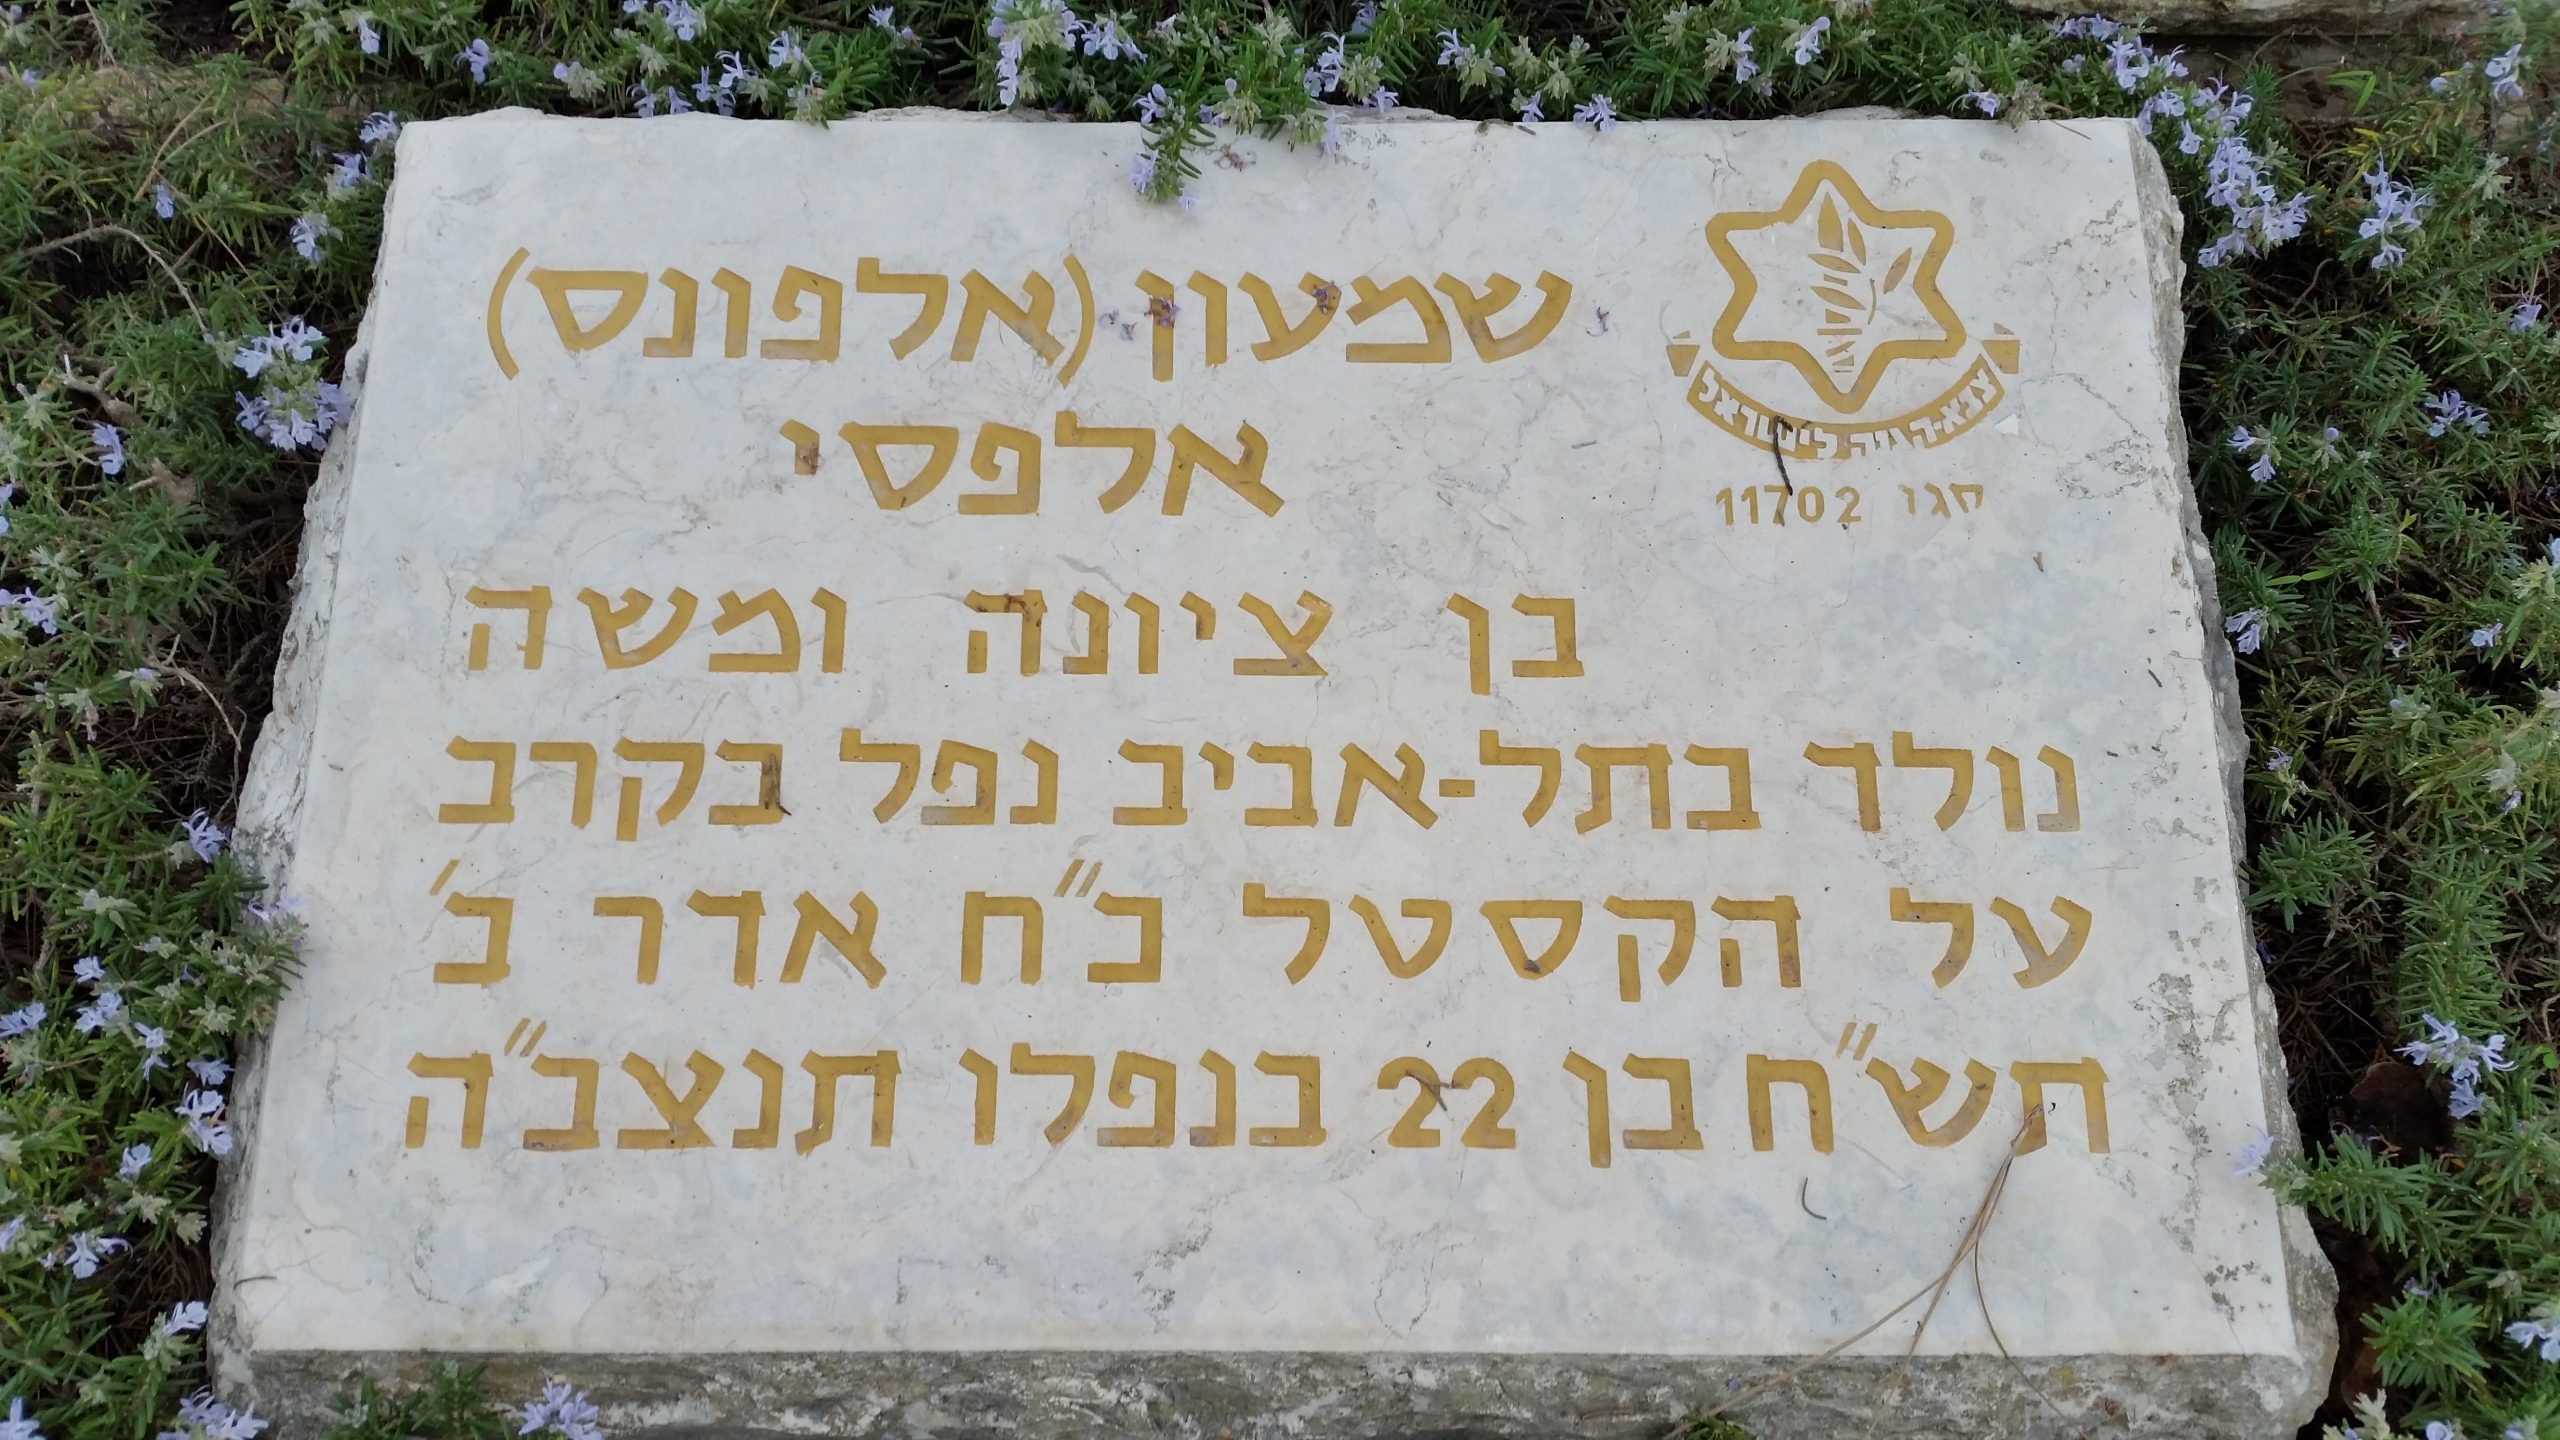 שמעון (אלפונס)
אלפסי
צבא הגנה לישראל
חגו 11702
בן ציונה ומשה
נולד בתל-אביב נפל בקרב
על הקסטל כ״ח אדר ב׳
תש״ח בן 22 בנפלו תנצב״ה